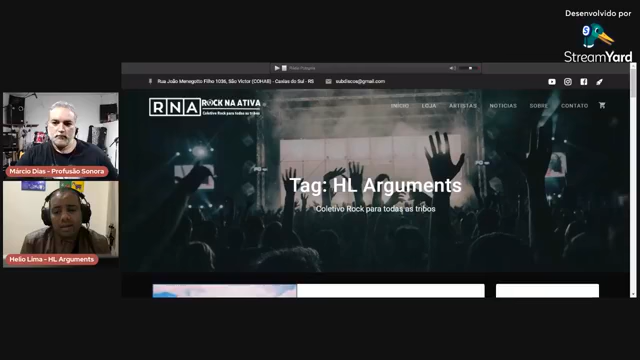 Desenvolvido por
StreamYard
Rua João Menegotto Filho 1036, São Victor (COHAB) - Caxias do Sul - RS
subdiscos@gmail.com
RNA ROCK NA ATIVA
Coletivo Rock para todas as tribos
INÍCIO LOJA ARTISTAS NOTÍCIAS SOBRE CONTATO
Márcio Dias - Profusão Sonora
Tag: HL Arguments
Coletivo Rock para todas as tribos
Helio Lima - HL Arguments